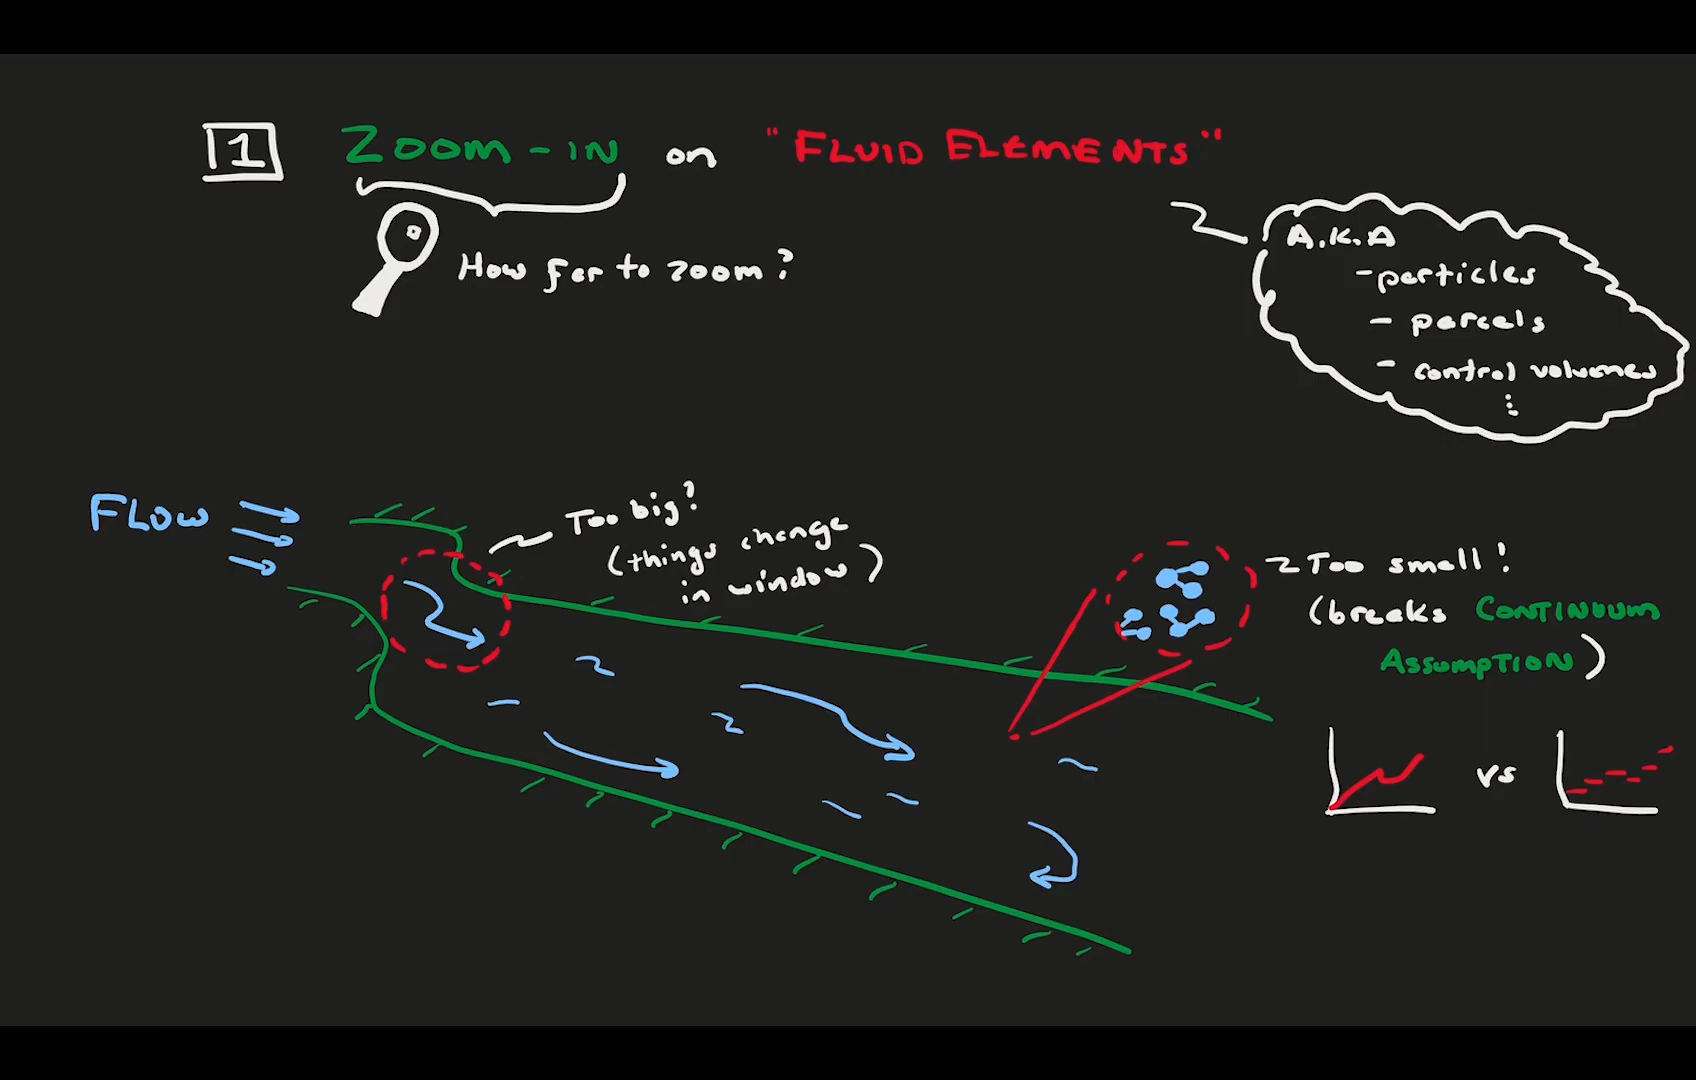 1 Zoom-in on "Fluid Elements"
How far to zoom?
A.K.A
- particles
- parcels
- control volumes
⋮
Flow
Too big?
(things change
in window)
Too small!
(breaks Continuum
Assumption)
vs